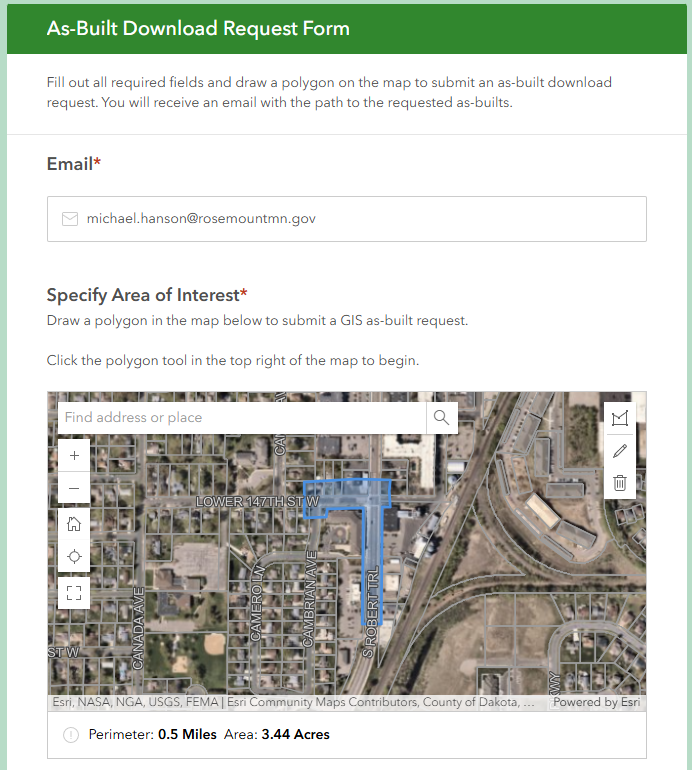 As-Built Download Request Form
Fill out all required fields and draw a polygon on the map to submit an as-built download
request. You will receive an email with the path to the requested as-builts.
Email*
michael.hanson@rosemountmn.gov
Specify Area of Interest*
Draw a polygon in the map below to submit a GIS as-built request.
Click the polygon tool in the top right of the map to begin.
Find address or place
LOWER 147TH ST W
CANADA AVE
CAMERO LN
CAMBRIAN AVE
S ROBERT TRL
ST W
WY
Esri, NASA, NGA, USGS, FEMA | Esri Community Maps Contributors, County of Dakota, ...
Powered by Esri
Perimeter: 0.5 Miles Area: 3.44 Acres